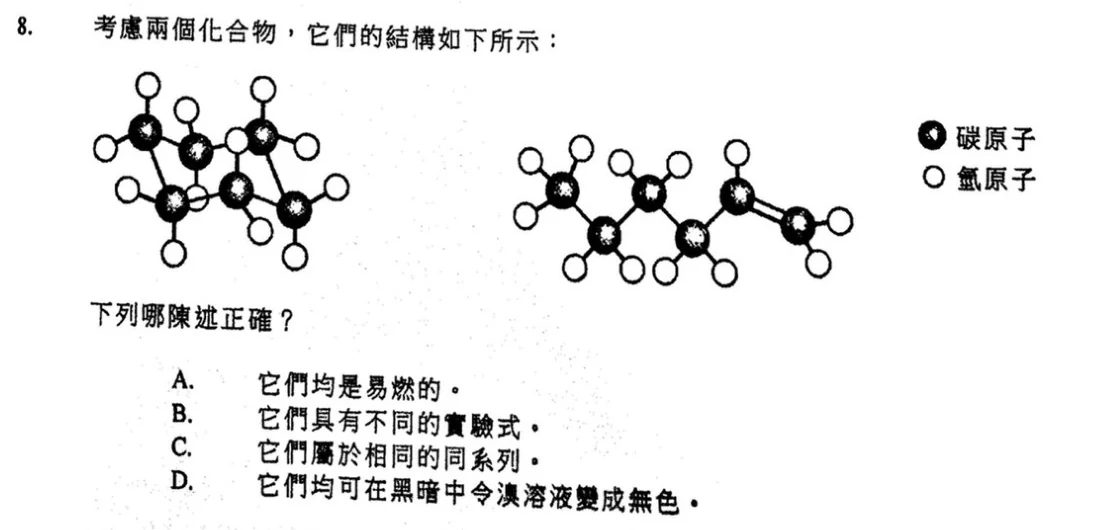 8. 考慮兩個化合物，它們的結構如下所示：
碳原子
氫原子
下列哪陳述正確？
A. 它們均是易燃的。
B. 它們具有不同的實驗式。
C. 它們屬於相同的同系列。
D. 它們均可在黑暗中令溴溶液變成無色。